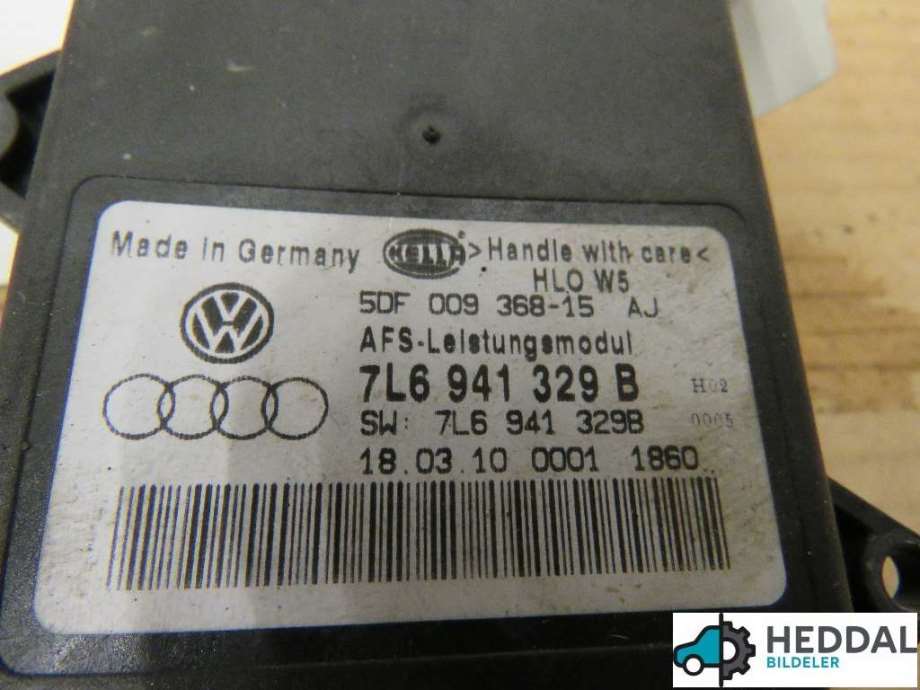 Made in Germany HELLA ® >Handle with care<
HLO W5
5DF 009 368-15 AJ
AFS-Leistungsmodul
7L6 941 329 B H02
SW: 7L6 941 329B 0005
18.03.10 0001 1860
HEDDAL
BILDELER